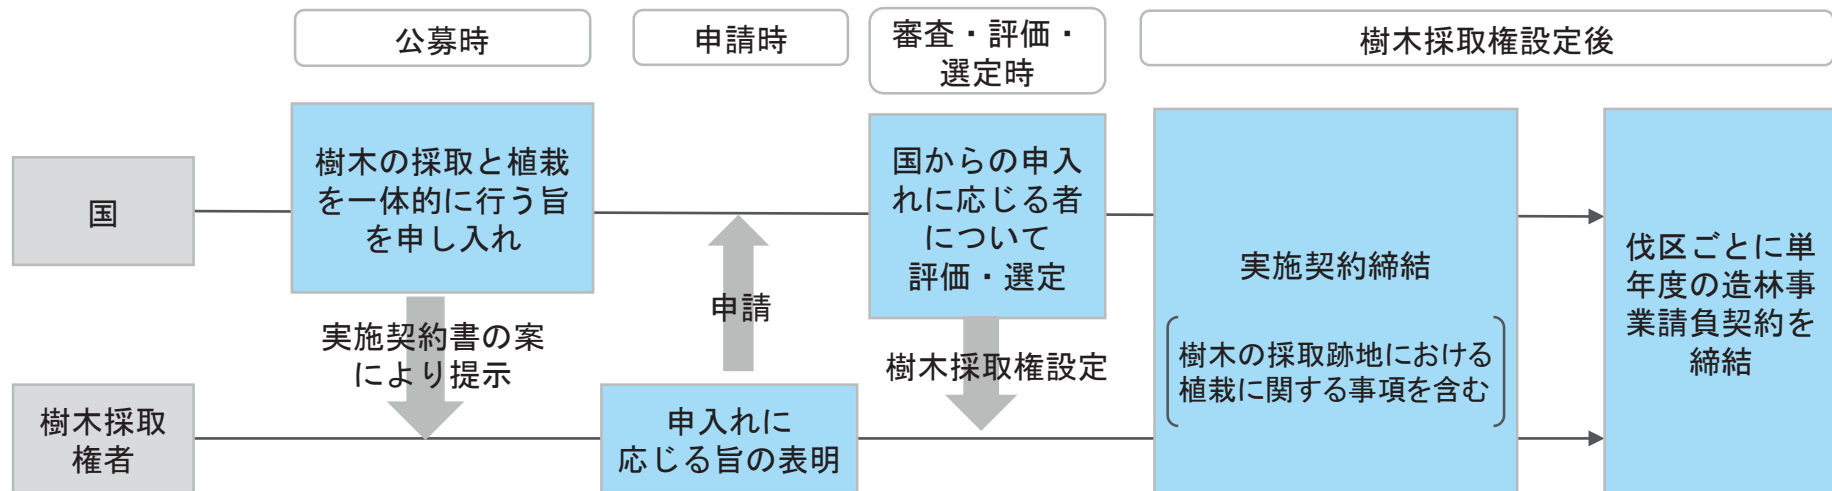 公募時
申請時
審査・評価・
選定時
樹木採取権設定後
国
樹木の採取と植栽
を一体的に行う旨
を申し入れ
国からの申入
れに応じる者
について
評価・選定
実施契約締結
樹木の採取跡地における
植栽に関する事項を含む
伐区ごとに単
年度の造林事
業請負契約を
締結
実施契約書の案
により提示
申請
樹木採取権設定
樹木採取
権者
申入れに
応じる旨の表明